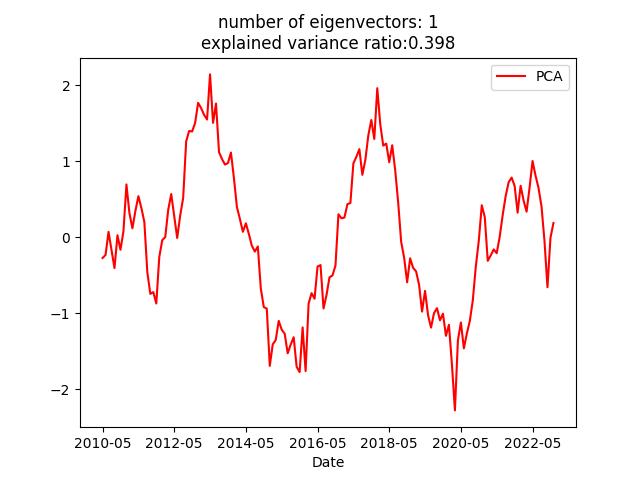 number of eigenvectors: 1
explained variance ratio:0.398
PCA
2
1
0
−1
−2
2010-05 2012-05 2014-05 2016-05 2018-05 2020-05 2022-05
Date